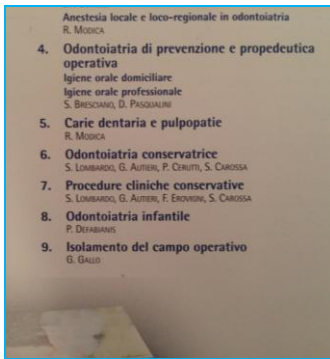 Anestesia locale e loco-regionale in odontoiatria
R. MODICA
4. Odontoiatria di prevenzione e propedeutica
operativa
Igiene orale domiciliare
Igiene orale professionale
S. BRESCIANO, D. PASQUALINI
5. Carie dentaria e pulpopatie
R. MODICA
6. Odontoiatria conservatrice
S. LOMBARDO, G. AUTIERI, P. CERUTTI, S. CAROSSA
7. Procedure cliniche conservative
S. LOMBARDO, G. AUTIERI, F. EROVIGNI, S. CAROSSA
8. Odontoiatria infantile
P. DEFABIANIS
9. Isolamento del campo operativo
G. GALLO